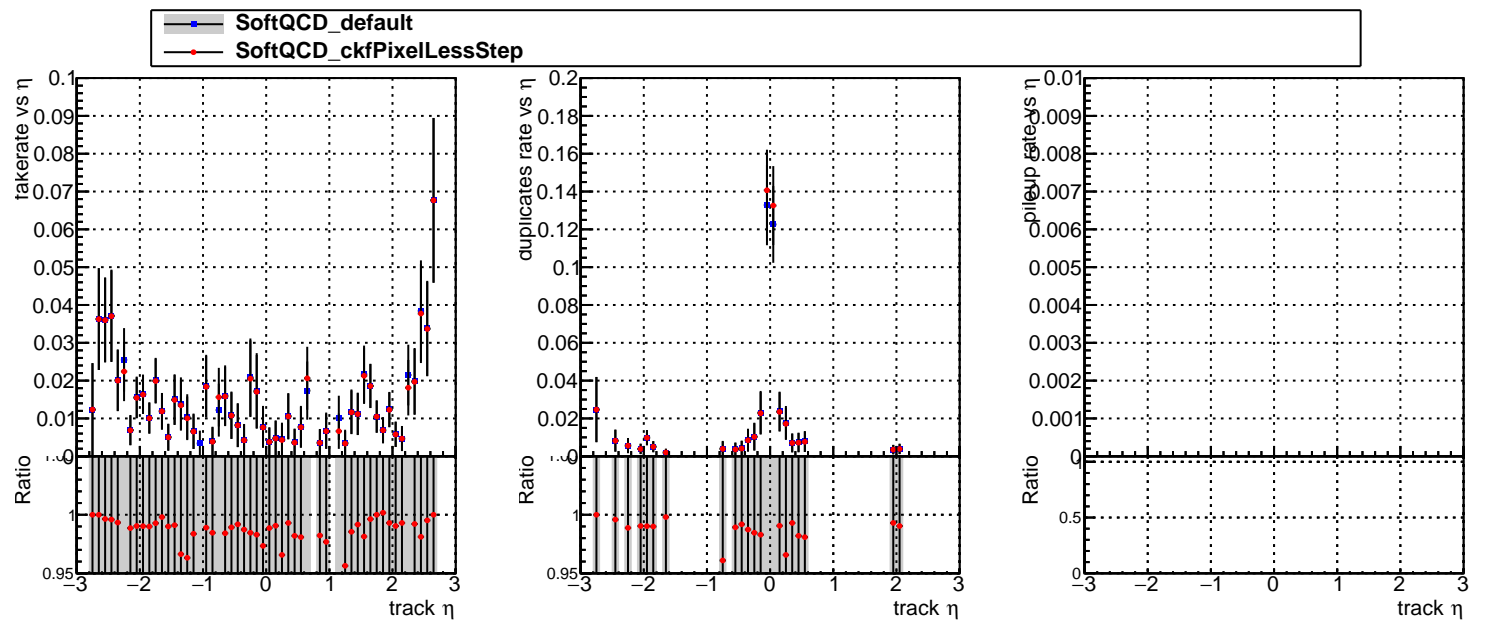 SoftQCD_default
SoftQCD_ckfPixelLessStep
fakerate vs η
0.1
0.09
0.08
0.07
0.06
0.05
0.04
0.03
0.02
0.01
0
Ratio
1
0.95
−3 −2 −1 0 1 2 3
track η
duplicates rate vs η
0.2
0.18
0.16
0.14
0.12
0.1
0.08
0.06
0.04
0.02
0
Ratio
1
0.95
−3 −2 −1 0 1 2 3
track η
pileup rate vs η
0.01
0.009
0.008
0.007
0.006
0.005
0.004
0.003
0.002
0.001
0
Ratio
0.5
0
−3 −2 −1 0 1 2 3
track η